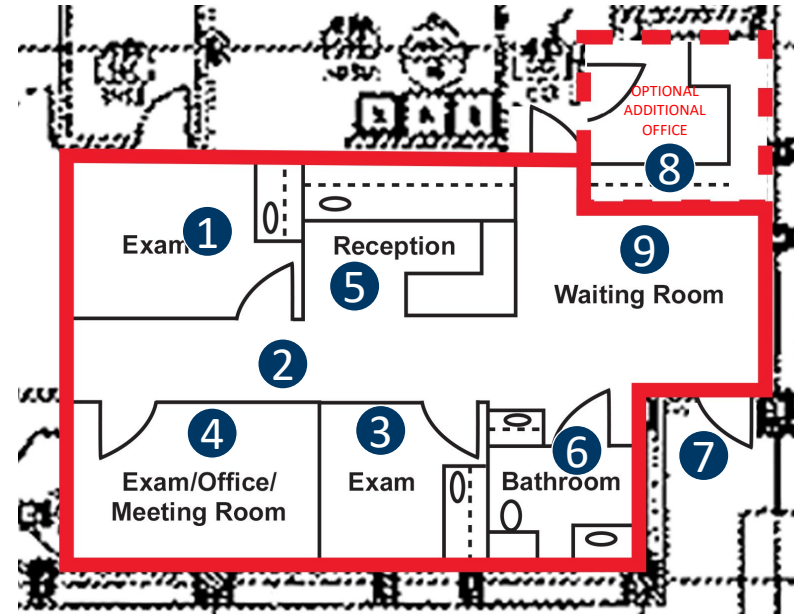 OPTIONAL
ADDITIONAL
OFFICE
8
Exam 1
Reception
9
5
Waiting Room
2
4
3
6
7
Exam/Office/
Meeting Room
Exam
Bathroom